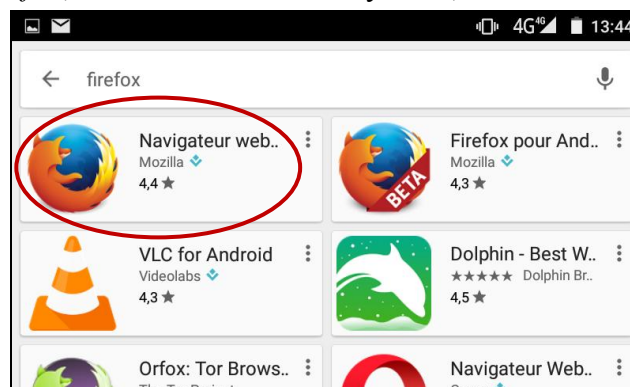 4G 4G 13:44
firefox
Navigateur web..
Mozilla
4,4 ★
Firefox pour And..
Mozilla
4,3 ★
BETA
VLC for Android
Videolabs
4,3 ★
Dolphin - Best W..
★★★★★ Dolphin Br..
4,5 ★
Orfox: Tor Brows..
Navigateur Web..